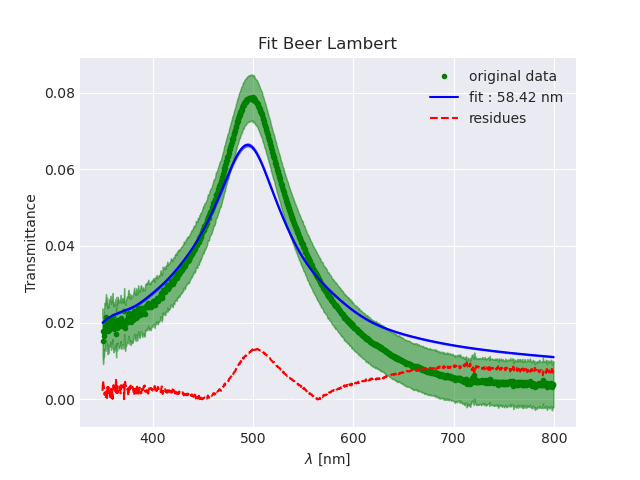 Fit Beer Lambert
original data
fit : 58.42 nm
residues
0.08
0.06
0.04
0.02
0.00
Transmittance
400 500 600 700 800
λ [nm]